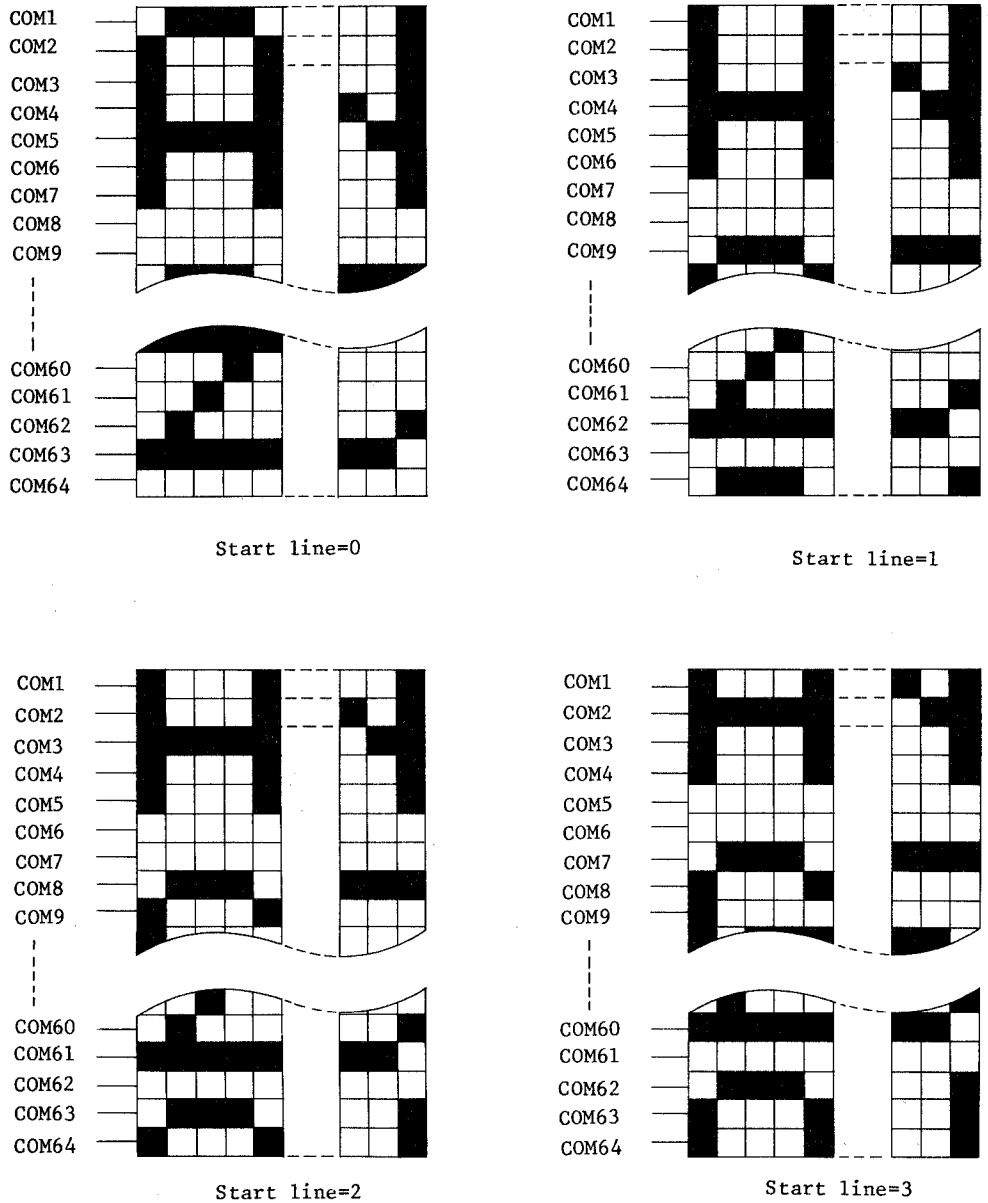 COM1
COM2
COM3
COM4
COM5
COM6
COM7
COM8
COM9
COM60
COM61
COM62
COM63
COM64
Start line=0
COM1
COM2
COM3
COM4
COM5
COM6
COM7
COM8
COM9
COM60
COM61
COM62
COM63
COM64
Start line=1
COM1
COM2
COM3
COM4
COM5
COM6
COM7
COM8
COM9
COM60
COM61
COM62
COM63
COM64
Start line=2
COM1
COM2
COM3
COM4
COM5
COM6
COM7
COM8
COM9
COM60
COM61
COM62
COM63
COM64
Start line=3